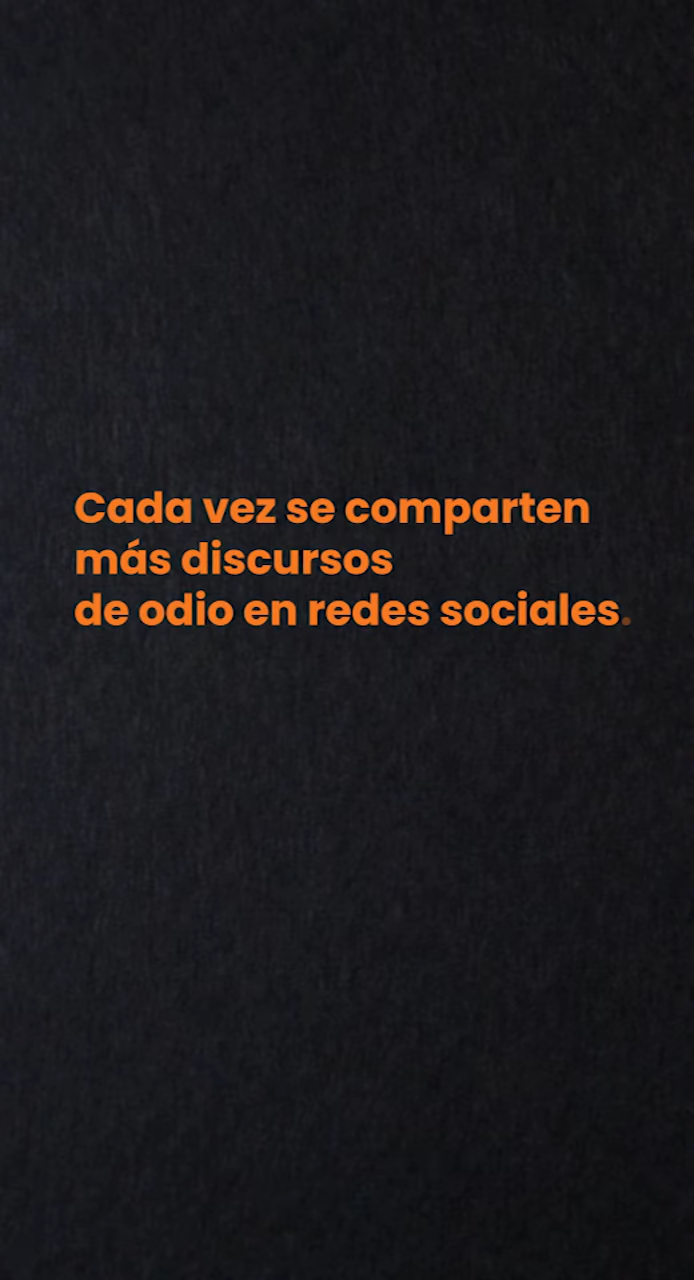 Cada vez se comparten
más discursos
de odio en redes sociales.